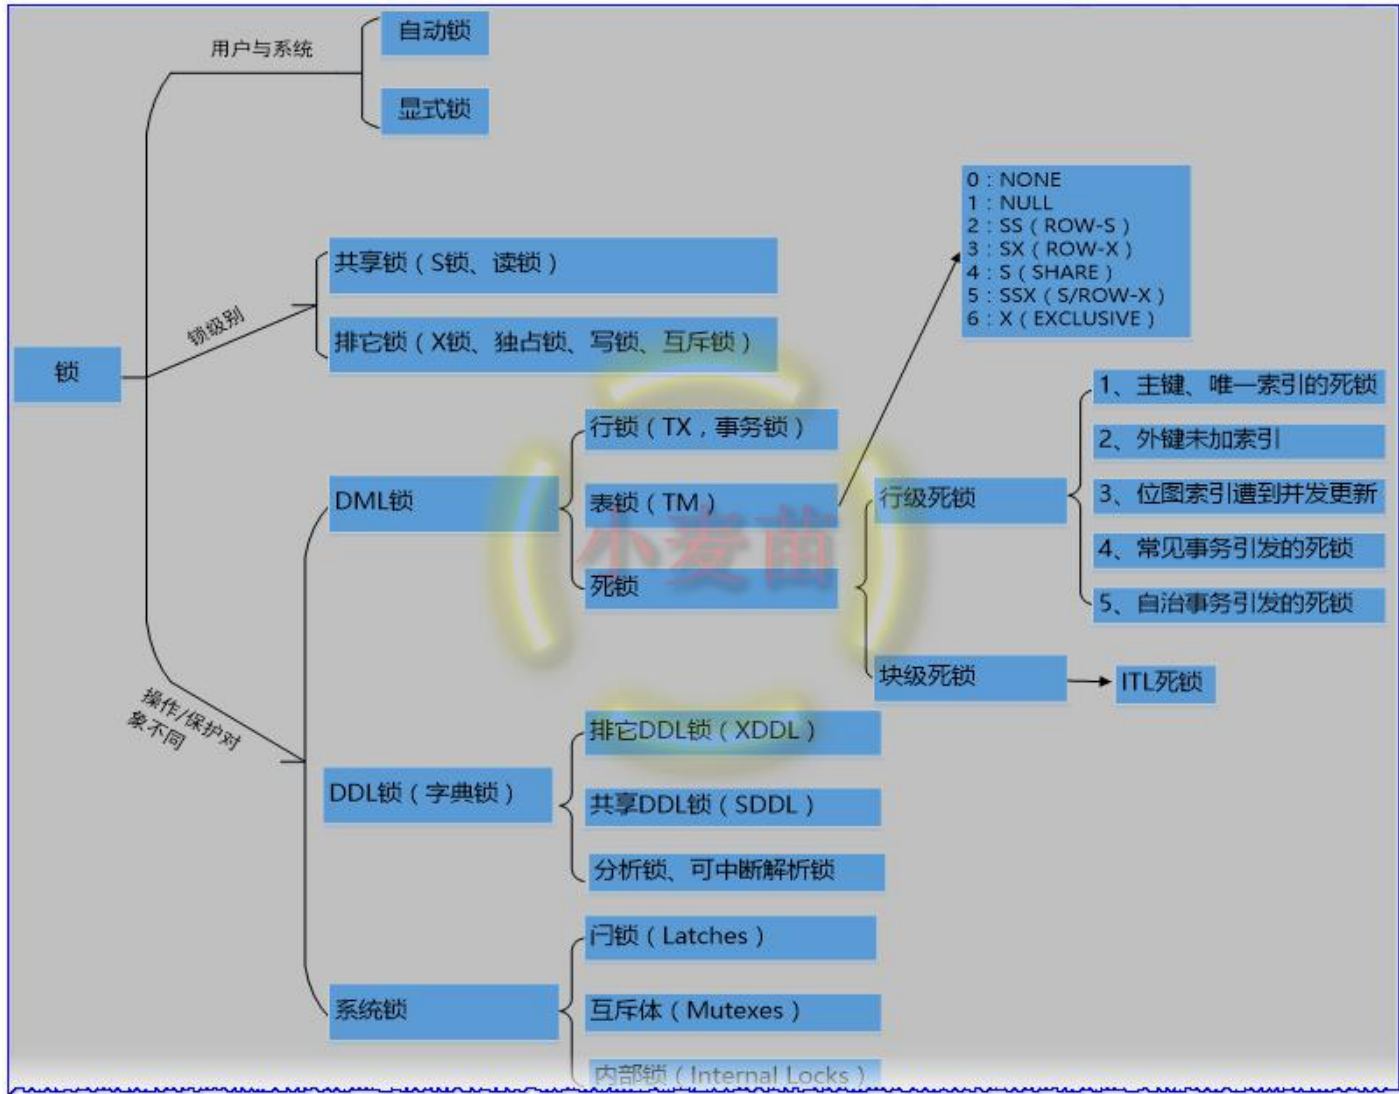 用户与系统
自动锁
显式锁
锁级别
共享锁（S锁、读锁）
排它锁（X锁、独占锁、写锁、互斥锁）
锁
操作/保护对
象不同
DML锁
行锁（TX，事务锁）
表锁（TM）
死锁
0：NONE
1：NULL
2：SS（ROW-S）
3：SX（ROW-X）
4：S（SHARE）
5：SSX（S/ROW-X）
6：X（EXCLUSIVE）
行级死锁
1、主键、唯一索引的死锁
2、外键未加索引
3、位图索引遭到并发更新
4、常见事务引发的死锁
5、自治事务引发的死锁
块级死锁
ITL死锁
小麦苗
DDL锁（字典锁）
排它DDL锁（XDDL）
共享DDL锁（SDDL）
分析锁、可中断解析锁
系统锁
闩锁（Latches）
互斥体（Mutexes）
内部锁（Internal Locks）